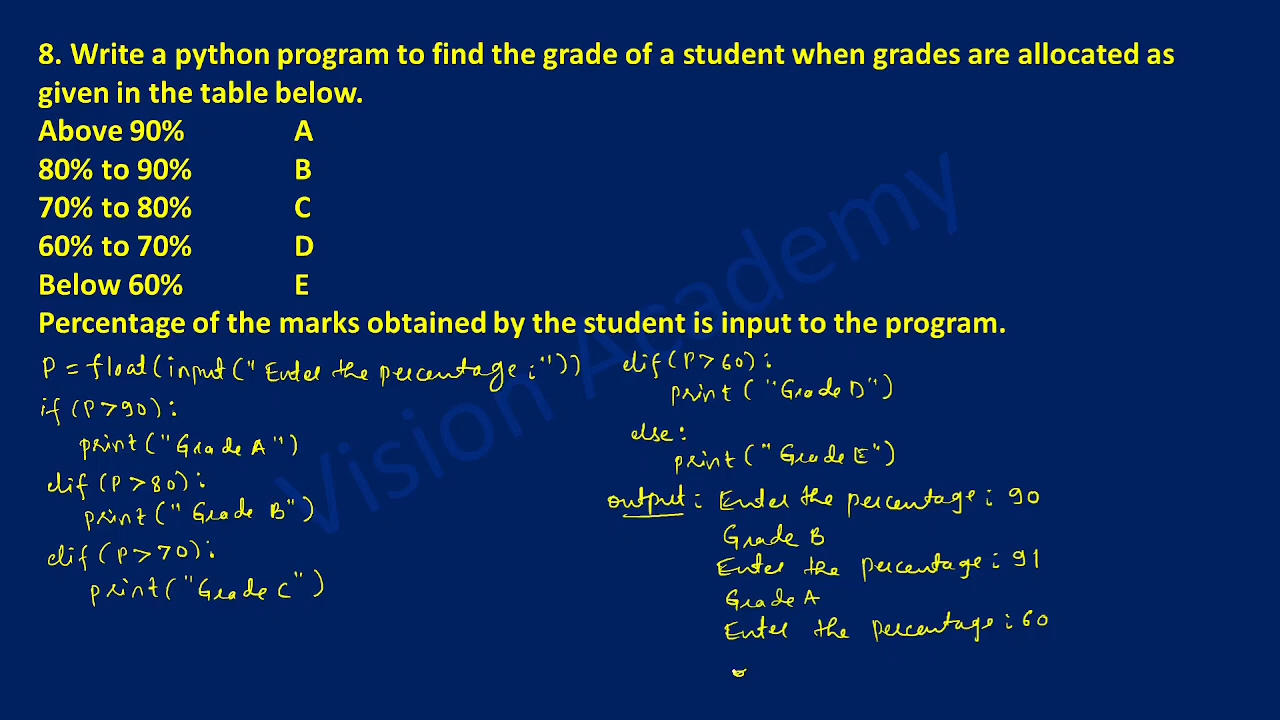 8. Write a python program to find the grade of a student when grades are allocated as
given in the table below.
Above 90% A
80% to 90% B
70% to 80% C
60% to 70% D
Below 60% E
Percentage of the marks obtained by the student is input to the program.
P = float(input("Enter the percentage :"))
if (P>90):
print("Grade A")
elif (P>80):
print("Grade B")
elif (P>70):
print("Grade C")
elif (P>60):
print("Grade D")
else:
print("Grade E")
output: Enter the percentage : 90
Grade B
Enter the percentage : 91
Grade A
Enter the percentage : 60
Vision Academy